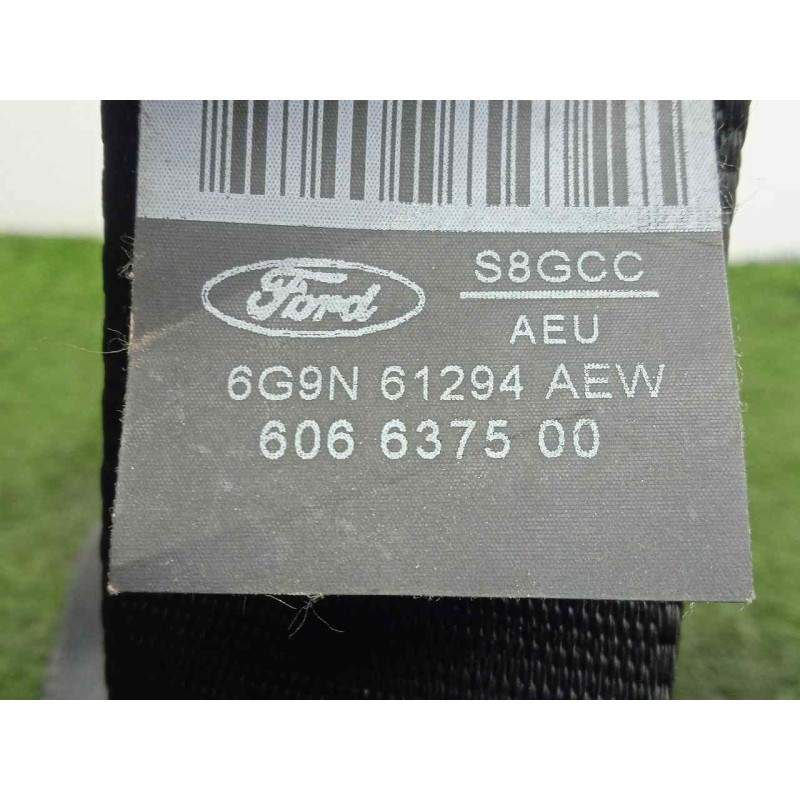 Ford
S8GCC
AEU
6G9N 61294 AEW
606 6375 00